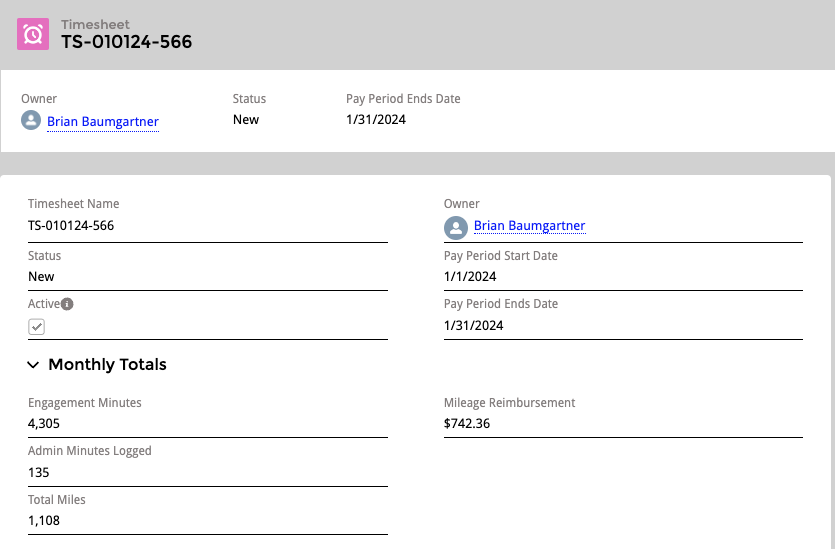 Timesheet
TS-010124-566
Owner
Status
Pay Period Ends Date
Brian Baumgartner
New
1/31/2024
Timesheet Name
Owner
TS-010124-566
Brian Baumgartner
Status
Pay Period Start Date
New
1/1/2024
Active
Pay Period Ends Date
1/31/2024
Monthly Totals
Engagement Minutes
Mileage Reimbursement
4,305
$742.36
Admin Minutes Logged
135
Total Miles
1,108